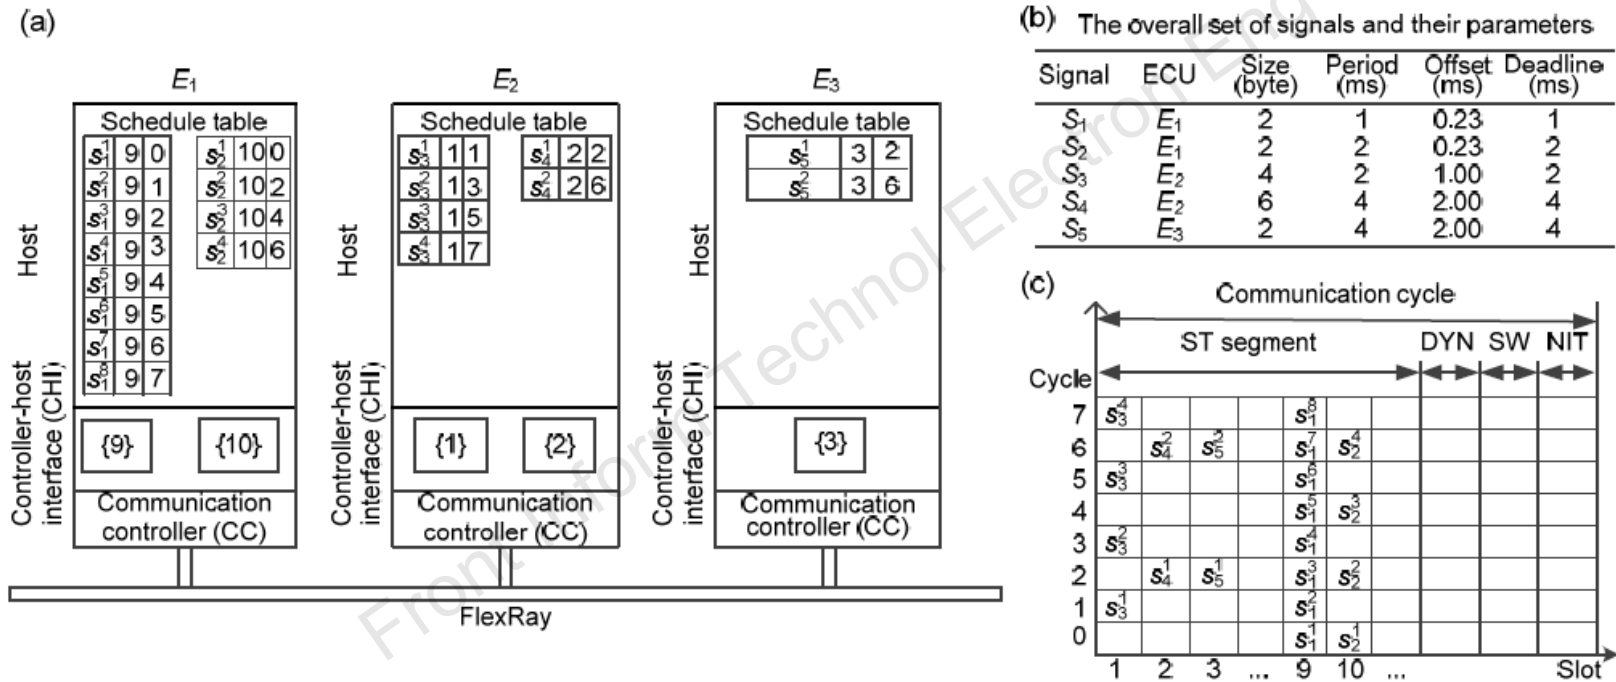 (a)
E₁
Schedule table
s₁¹ 9 0
s₁² 9 1
s₁³ 9 2
s₁⁴ 9 3
s₁⁵ 9 4
s₁⁶ 9 5
s₁⁷ 9 6
s₁⁸ 9 7
s₂¹ 10 0
s₂² 10 2
s₂³ 10 4
s₂⁴ 10 6
Host
Controller-host
interface (CHI)
{9}
{10}
Communication
controller (CC)
E₂
Schedule table
s₃¹ 1 1
s₃² 1 3
s₃³ 1 5
s₃⁴ 1 7
s₄¹ 2 2
s₄² 2 6
Host
Controller-host
interface (CHI)
{1}
{2}
Communication
controller (CC)
E₃
Schedule table
s₅¹ 3 2
s₅² 3 6
Host
Controller-host
interface (CHI)
{3}
Communication
controller (CC)
FlexRay
(b)
The overall set of signals and their parameters
Signal ECU Size (byte) Period (ms) Offset (ms) Deadline (ms)
S₁ E₁ 2 1 0.23 1
S₂ E₁ 2 2 0.23 2
S₃ E₂ 4 2 1.00 2
S₄ E₂ 6 4 2.00 4
S₅ E₃ 2 4 2.00 4
(c)
Communication cycle
ST segment DYN SW NIT
Cycle
7 s₃⁴ s₁⁸
6 s₄² s₅² s₁⁷ s₂⁴
5 s₃³ s₁⁶
4 s₁⁵ s₂³
3 s₃² s₁⁴
2 s₄¹ s₅¹ s₁³ s₂²
1 s₃¹ s₁²
0 s₁¹ s₂¹
1 2 3 ... 9 10 ... Slot
Front Inform Technol Electron Eng